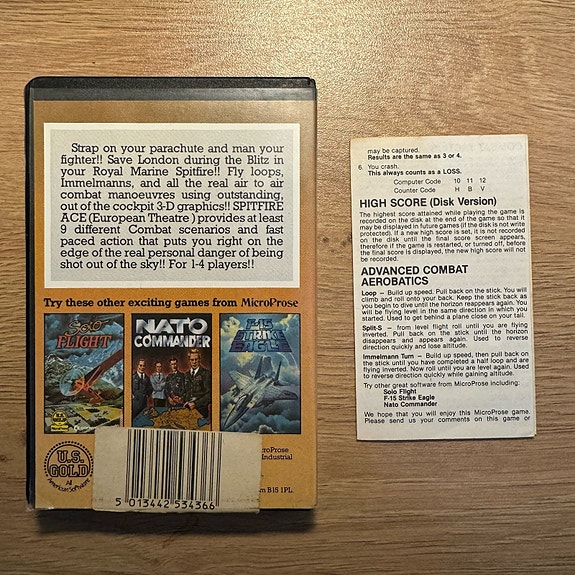 Strap on your parachute and man your
fighter!! Save London during the Blitz in
your Royal Marine Spitfire!! Fly loops,
Immelmanns, and all the real air to air
combat manoeuvres using outstanding,
out of the cockpit 3-D graphics!! SPITFIRE
ACE (European Theatre ) provides at least
9 different Combat scenarios and fast
paced action that puts you right on the
edge of the real personal danger of being
shot out of the sky!! For 1-4 players!!
Try these other exciting games from MicroProse
Solo
FLIGHT
NATO
COMMANDER
F-15
STRIKE
EAGLE
U.S.
GOLD
All
American Software
croProse
Industrial
m B15 1PL.
5 013442 534366
may be captured.
Results are the same as 3 or 4.
6. You crash.
This always counts as a LOSS.
Computer Code 10 11 12
Counter Code H B V
HIGH SCORE (Disk Version)
The highest score attained while playing the game is
recorded on the disk at the end of the game so that it
may be displayed in future games (if the disk is not write
protected). If a new high score is set, it is not recorded
on the disk until the final score screen appears,
therefore if the game is restarted, or turned off, before
the final score is displayed, the new high score will not
be recorded.
ADVANCED COMBAT
AEROBATICS
Loop – Build up speed. Pull back on the stick. You will
climb and roll onto your back. Keep the stick back as
you begin to dive until the horizon reappears again. You
will be flying level in the same direction in which you
started. Used to get behind a plane close on your tail.
Split-S – from level flight roll until you are flying
inverted. Pull back on the stick until the horizon
disappears and appears again. Used to reverse
direction quickly and lose altitude.
Immelmann Turn – Build up speed, then pull back on
the stick until you have completed a half loop and are
flying inverted. Now roll until you are level again. Used
to reverse direction quickly while gaining altitude.
Try other great software from MicroProse including:
Solo Flight
F-15 Strike Eagle
Nato Commander
We hope that you will enjoy this MicroProse game.
Please send us your comments on this game or